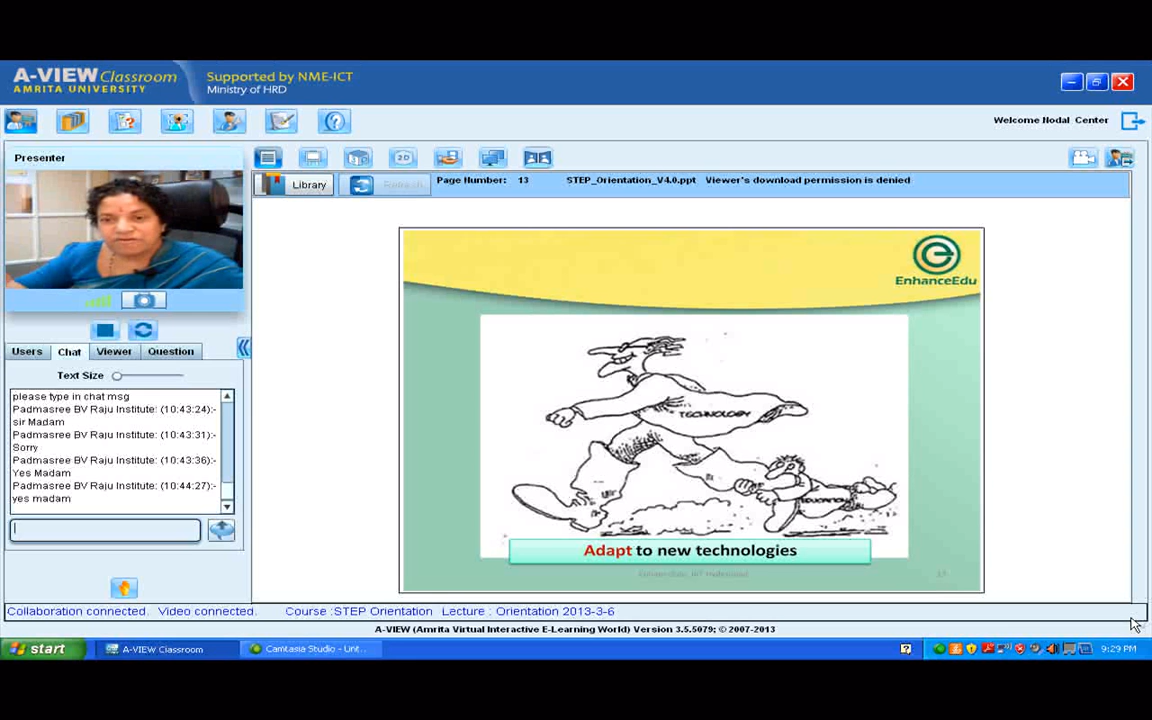 A-VIEW Classroom
AMRITA UNIVERSITY
Supported by NME-ICT
Ministry of HRD
Welcome Nodal Center
Presenter
2D
Library
Refresh
Page Number: 13 STEP_Orientation_V4.0.ppt Viewer's download permission is denied
EnhanceEdu
TECHNOLOGY
EDUCATION
Adapt to new technologies
Users Chat Viewer Question
Text Size
please type in chat msg
Padmasree BV Raju Institute: (10:43:24):-
sir Madam
Padmasree BV Raju Institute: (10:43:31):-
Sorry
Padmasree BV Raju Institute: (10:43:36):-
Yes Madam
Padmasree BV Raju Institute: (10:44:27):-
yes madam
Collaboration connected. Video connected. Course :STEP Orientation Lecture : Orientation 2013-3-6
A-VIEW (Amrita Virtual Interactive E-Learning World) Version 3.5.5079; © 2007-2013
start
A-VIEW Classroom
Camtasia Studio - Unt...
9:29 PM